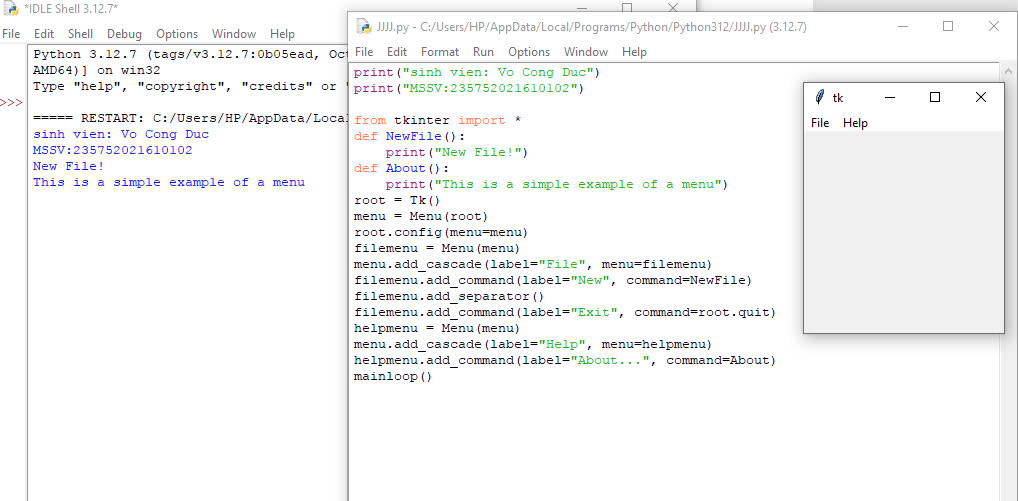 *IDLE Shell 3.12.7*
File Edit Shell Debug Options Window Help
Python 3.12.7 (tags/v3.12.7:0b05ead, Oct
AMD64)] on win32
Type "help", "copyright", "credits" or "
>>>
===== RESTART: C:/Users/HP/AppData/Local
sinh vien: Vo Cong Duc
MSSV:235752021610102
New File!
This is a simple example of a menu
JJJJ.py - C:/Users/HP/AppData/Local/Programs/Python/Python312/JJJJ.py (3.12.7)
File Edit Format Run Options Window Help
print("sinh vien: Vo Cong Duc")
print("MSSV:235752021610102")
from tkinter import *
def NewFile():
    print("New File!")
def About():
    print("This is a simple example of a menu")
root = Tk()
menu = Menu(root)
root.config(menu=menu)
filemenu = Menu(menu)
menu.add_cascade(label="File", menu=filemenu)
filemenu.add_command(label="New", command=NewFile)
filemenu.add_separator()
filemenu.add_command(label="Exit", command=root.quit)
helpmenu = Menu(menu)
menu.add_cascade(label="Help", menu=helpmenu)
helpmenu.add_command(label="About...", command=About)
mainloop()
tk
File Help